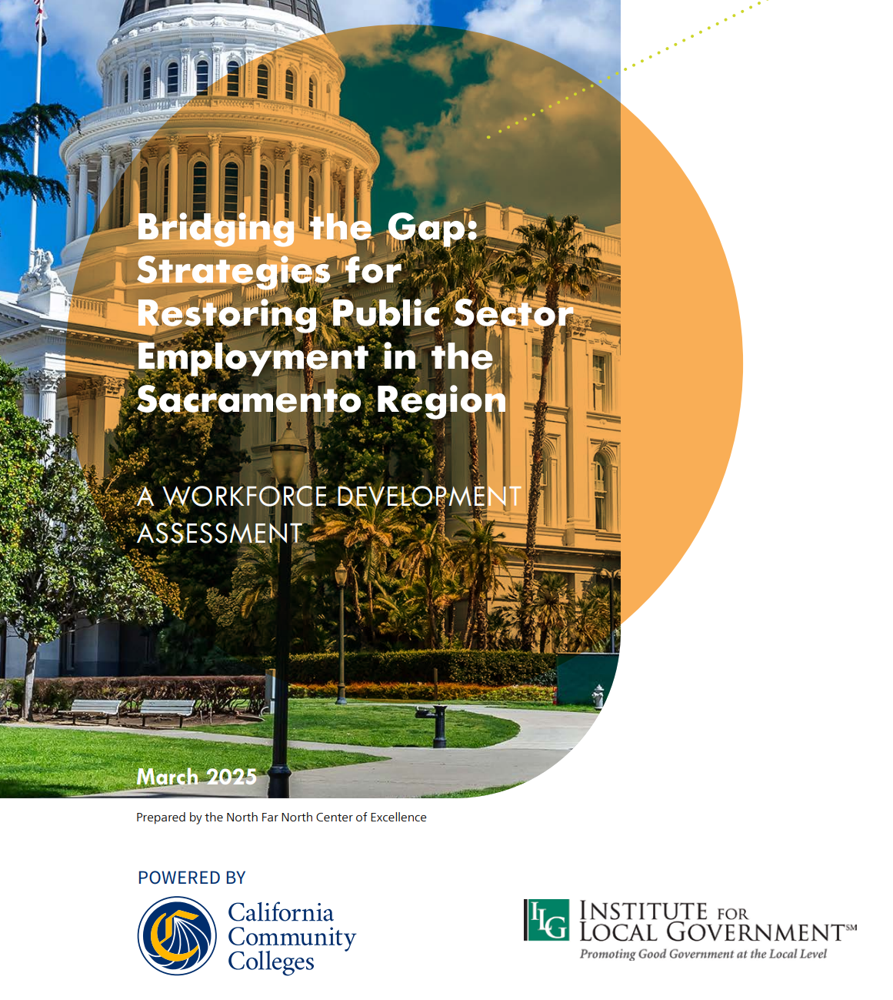 Bridging the Gap:
Strategies for
Restoring Public Sector
Employment in the
Sacramento Region
A WORKFORCE DEVELOPMENT
ASSESSMENT
March 2025
Prepared by the North Far North Center of Excellence
POWERED BY
C
California
Community
Colleges
ILG
INSTITUTE FOR
LOCAL GOVERNMENT℠
Promoting Good Government at the Local Level